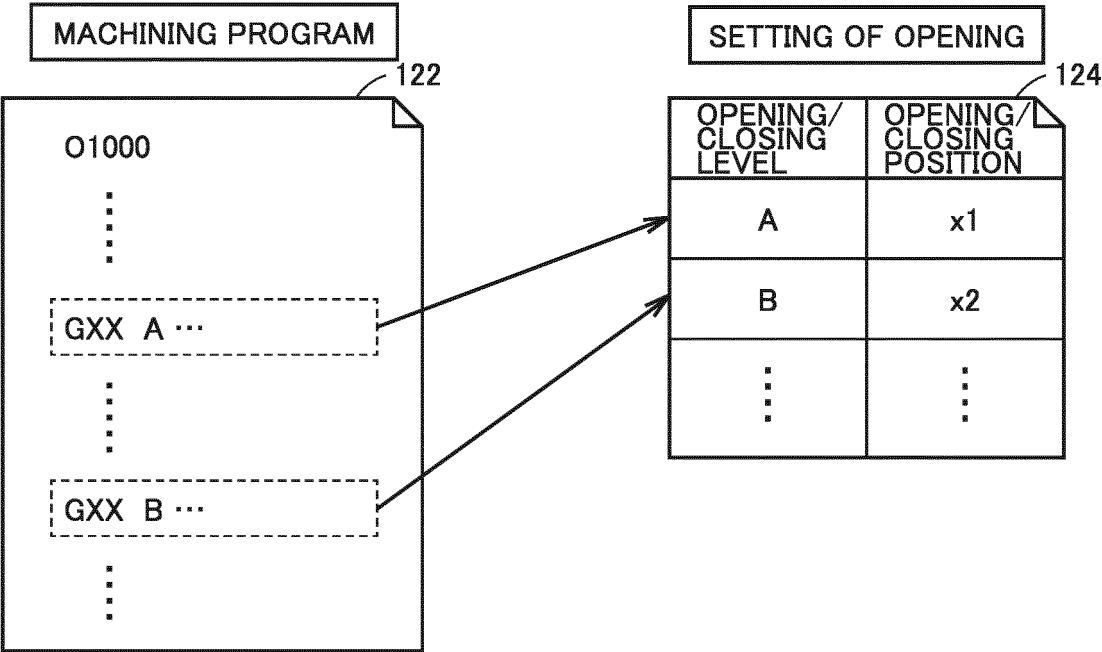 MACHINING PROGRAM
122
O1000
GXX A ···
GXX B ···
SETTING OF OPENING
124
OPENING/
CLOSING
LEVEL
OPENING/
CLOSING
POSITION
A
x1
B
x2